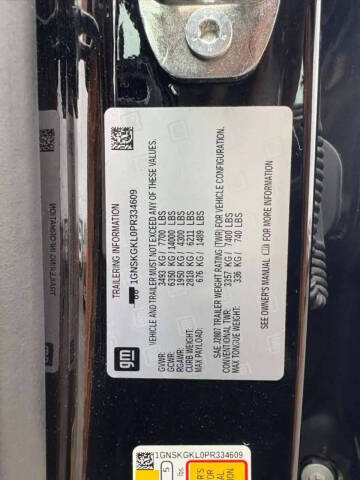 TRAILERING INFORMATION
1GNSKGKL0PR334609
VEHICLE AND TRAILER MUST NOT EXCEED ANY OF THESE VALUES.
GVWR: 3493 KG / 7700 LBS
GCWR: 6350 KG / 14000 LBS
RGAWR: 1950 KG / 4300 LBS
CURB WEIGHT: 2818 KG / 6211 LBS
MAX PAYLOAD: 676 KG / 1489 LBS
SAE J2807 TRAILER WEIGHT RATING (TWR) FOR VEHICLE CONFIGURATION.
CONVENTIONAL TWR: 3357 KG / 7400 LBS
MAX TONGUE WEIGHT: 336 KG / 740 LBS
SEE OWNER'S MANUAL FOR MORE INFORMATION.
gm
1GNSKGKL0PR334609
5
lbs.